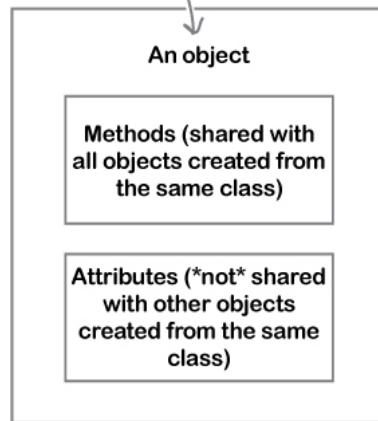 An object
Methods (shared with
all objects created from
the same class)
Attributes (*not* shared
with other objects
created from the same
class)